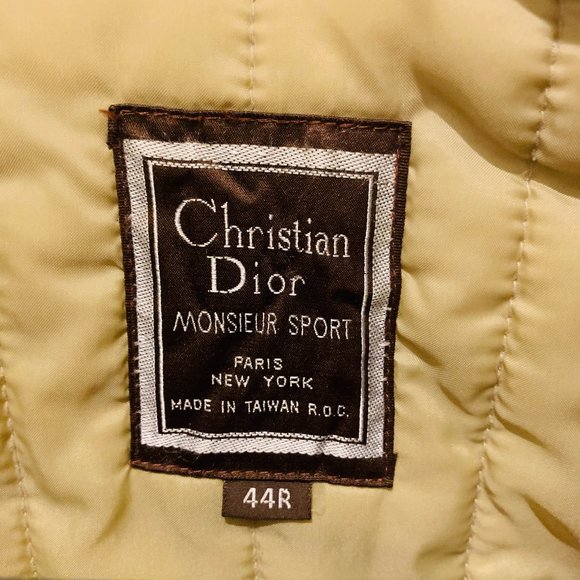 Christian
Dior
MONSIEUR SPORT
PARIS
NEW YORK
MADE IN TAIWAN R.O.C.
44R